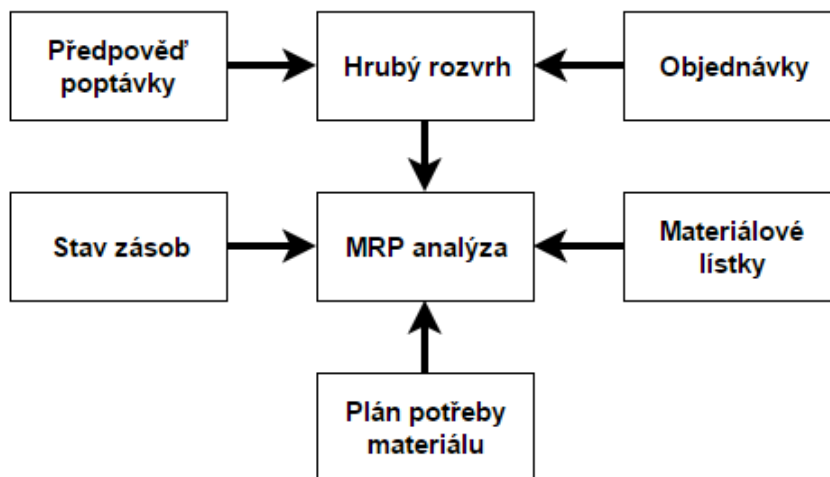 Předpověď
poptávky
Hrubý rozvrh
Objednávky
Stav zásob
MRP analýza
Materiálové
lístky
Plán potřeby
materiálu